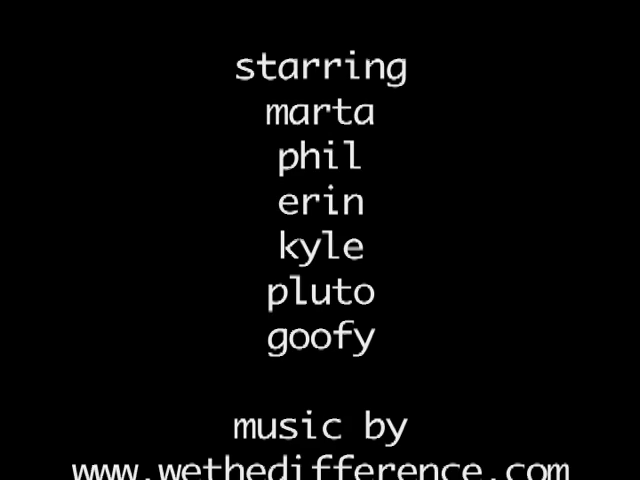 starring
marta
phil
erin
kyle
pluto
goofy
music by
www.wethedifference.com